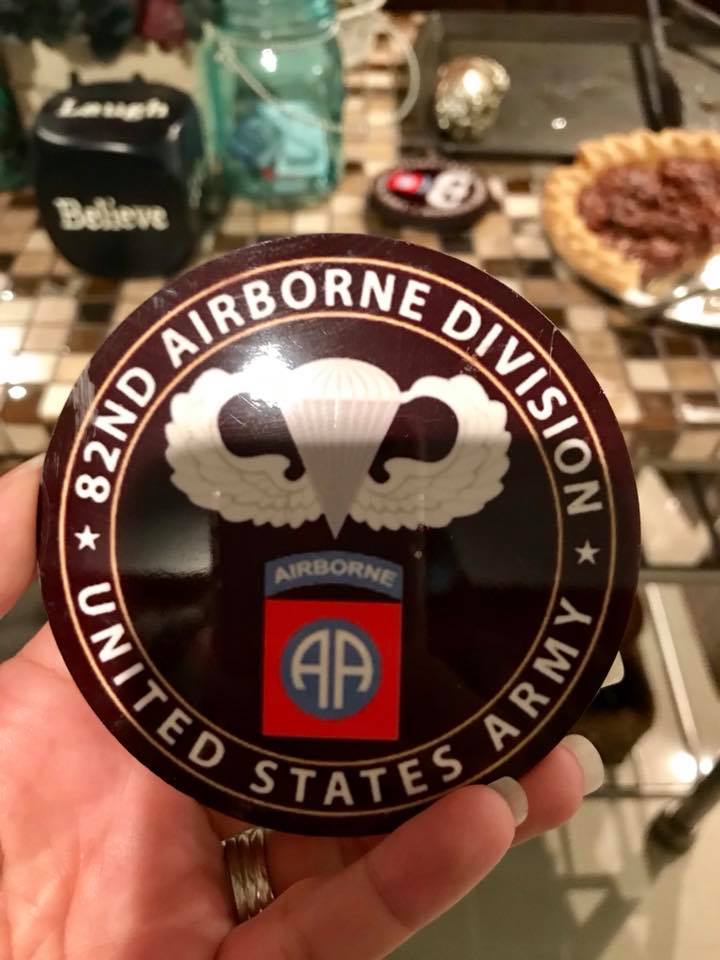 Laugh
Believe
82ND AIRBORNE DIVISION
AIRBORNE
AA
UNITED STATES ARMY